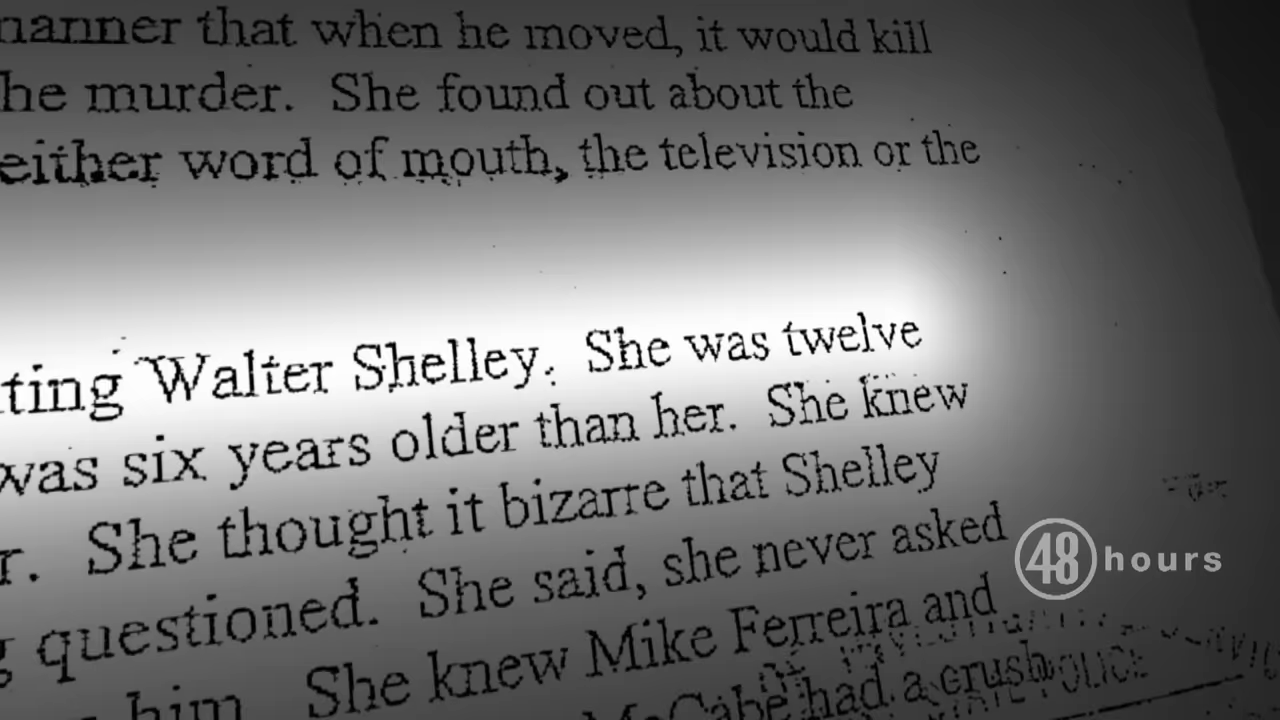 manner that when he moved, it would kill
he murder. She found out about the
either word of mouth, the television or the
ting Walter Shelley. She was twelve
was six years older than her. She knew
r. She thought it bizarre that Shelley
g questioned. She said, she never asked
him. She knew Mike Ferreira and
McCabe had a crush
POLICE
48 hours